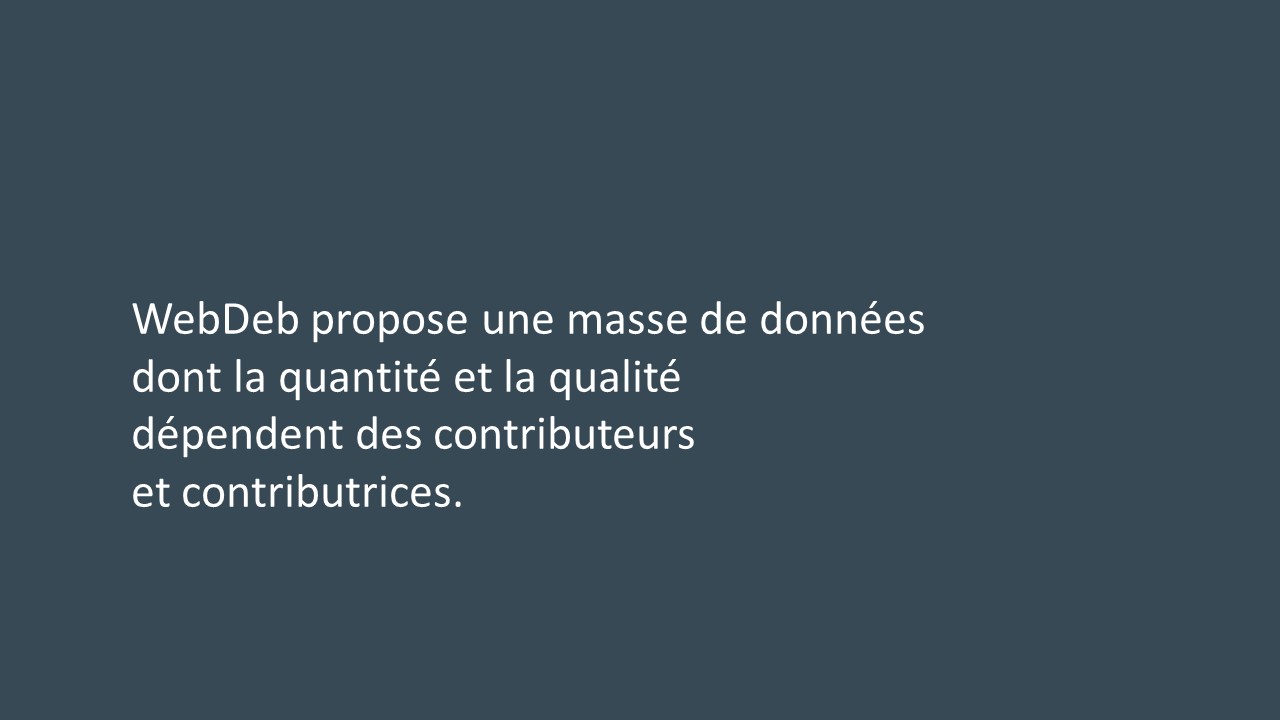 WebDeb propose une masse de données
dont la quantité et la qualité
dépendent des contributeurs
et contributrices.